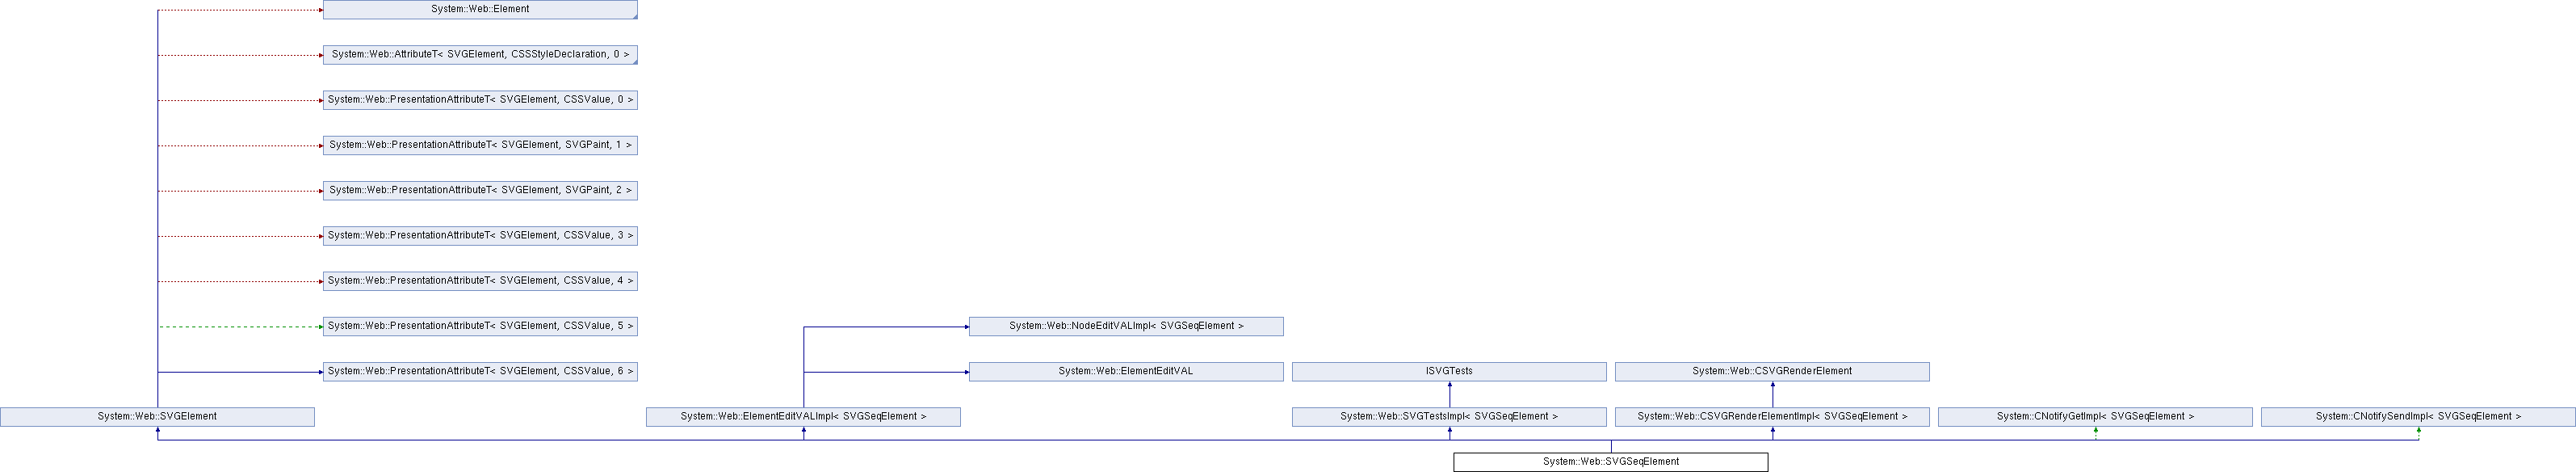 System::Web::Element
System::Web::AttributeT< SVGElement, CSSStyleDeclaration, 0 >
System::Web::PresentationAttributeT< SVGElement, CSSValue, 0 >
System::Web::PresentationAttributeT< SVGElement, SVGPaint, 1 >
System::Web::PresentationAttributeT< SVGElement, SVGPaint, 2 >
System::Web::PresentationAttributeT< SVGElement, CSSValue, 3 >
System::Web::PresentationAttributeT< SVGElement, CSSValue, 4 >
System::Web::PresentationAttributeT< SVGElement, CSSValue, 5 >
System::Web::NodeEditVALImpl< SVGSeqElement >
System::Web::PresentationAttributeT< SVGElement, CSSValue, 6 >
System::Web::ElementEditVAL
ISVGTests
System::Web::CSVGRenderElement
System::Web::SVGElement
System::Web::ElementEditVALImpl< SVGSeqElement >
System::Web::SVGTestsImpl< SVGSeqElement >
System::Web::CSVGRenderElementImpl< SVGSeqElement >
System::CNotifyGetImpl< SVGSeqElement >
System::CNotifySendImpl< SVGSeqElement >
System::Web::SVGSeqElement